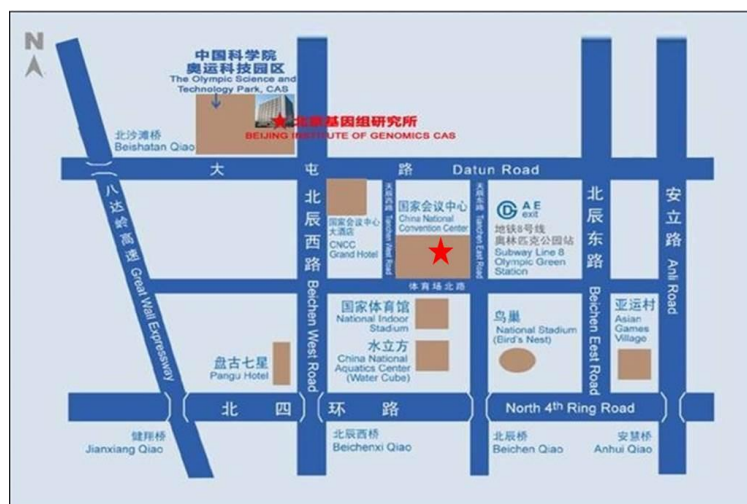 N
中国科学院
奥运科技园区
The Olympic Science and
Technology Park, CAS
北京基因组研究所
BEIJING INSTITUTE OF GENOMICS CAS
北沙滩桥
Beishatan Qiao
大屯路 Datun Road
八达岭高速 Great Wall Expressway
北辰西路 Beichen West Road
国家会议中心
大酒店
CNCC
Grand Hotel
天辰西路 Tianchen West Road
国家会议中心
China National
Convention Center
天辰东路 Tianchen East Road
A E
exit
地铁8号线
奥林匹克公园站
Subway Line 8
Olympic Green
Station
北辰东路 Beichen Eest Road
安立路 Anli Road
体育场北路
国家体育馆
National Indoor
Stadium
水立方
China National
Aquatics Center
(Water Cube)
鸟巢
National Stadium
(Bird's Nest)
亚运村
Asian
Games
Village
盘古七星
Pangu Hotel
北四环路 North 4th Ring Road
健翔桥
Jianxiang Qiao
北辰西桥
Beichenxi Qiao
北辰桥
Beichen Qiao
安慧桥
Anhui Qiao